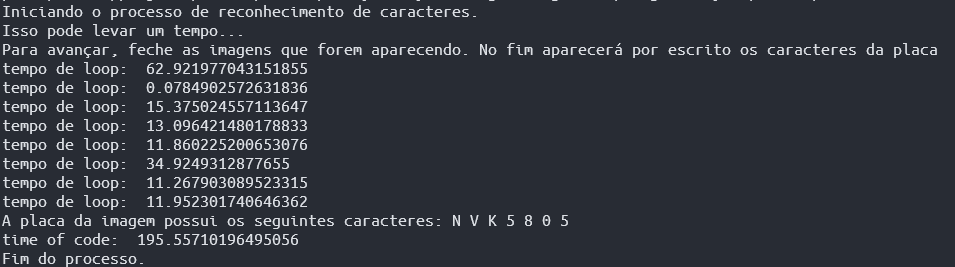 Iniciando o processo de reconhecimento de caracteres.
Isso pode levar um tempo...
Para avançar, feche as imagens que forem aparecendo. No fim aparecerá por escrito os caracteres da placa
tempo de loop:  62.921977043151855
tempo de loop:  0.0784902572631836
tempo de loop:  15.375024557113647
tempo de loop:  13.096421480178833
tempo de loop:  11.860225200653076
tempo de loop:  34.9249312877655
tempo de loop:  11.267903089523315
tempo de loop:  11.952301740646362
A placa da imagem possui os seguintes caracteres: N V K 5 8 0 5
time of code:  195.55710196495056
Fim do processo.